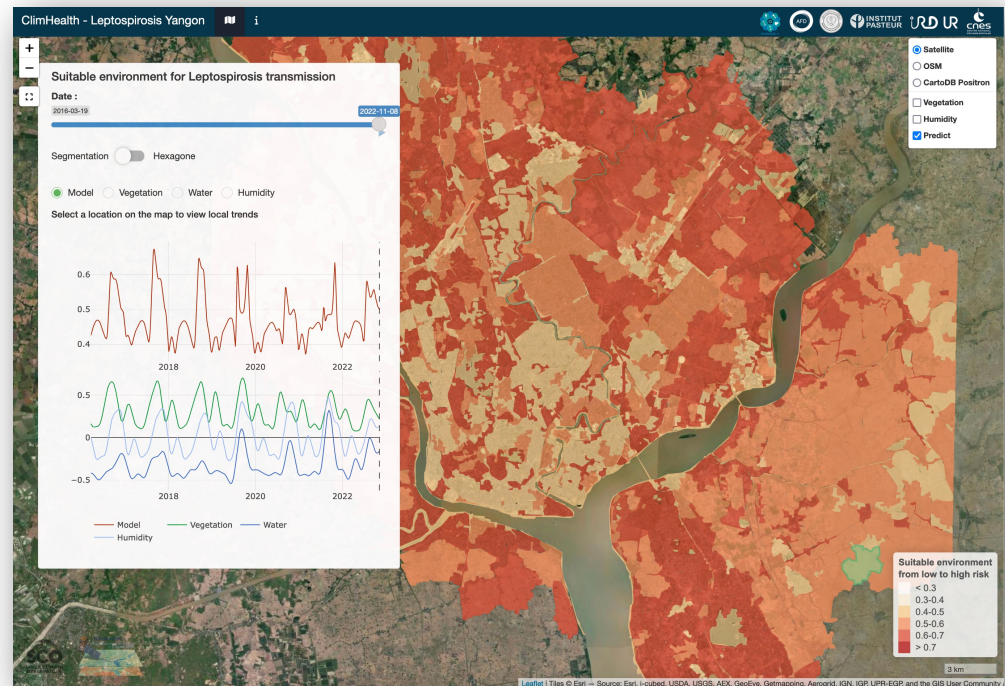 ClimHealth - Leptospirosis Yangon
i
AFD
INSTITUT
PASTEUR
IRD UR
cnes
+
−
Satellite
OSM
CartoDB Positron
Vegetation
Humidity
Predict
Suitable environment for Leptospirosis transmission
Date :
2016-03-19
2022-11-08
Segmentation Hexagone
Model Vegetation Water Humidity
Select a location on the map to view local trends
0.6
0.5
0.4
2018 2020 2022
0.5
0
−0.5
2018 2020 2022
Model Vegetation Water
Humidity
Suitable environment
from low to high risk
< 0.3
0.3-0.4
0.4-0.5
0.5-0.6
0.6-0.7
> 0.7
SCO
3 km
Leaflet | Tiles © Esri — Source: Esri, i-cubed, USDA, USGS, AEX, GeoEye, Getmapping, Aerogrid, IGN, IGP, UPR-EGP, and the GIS User Community